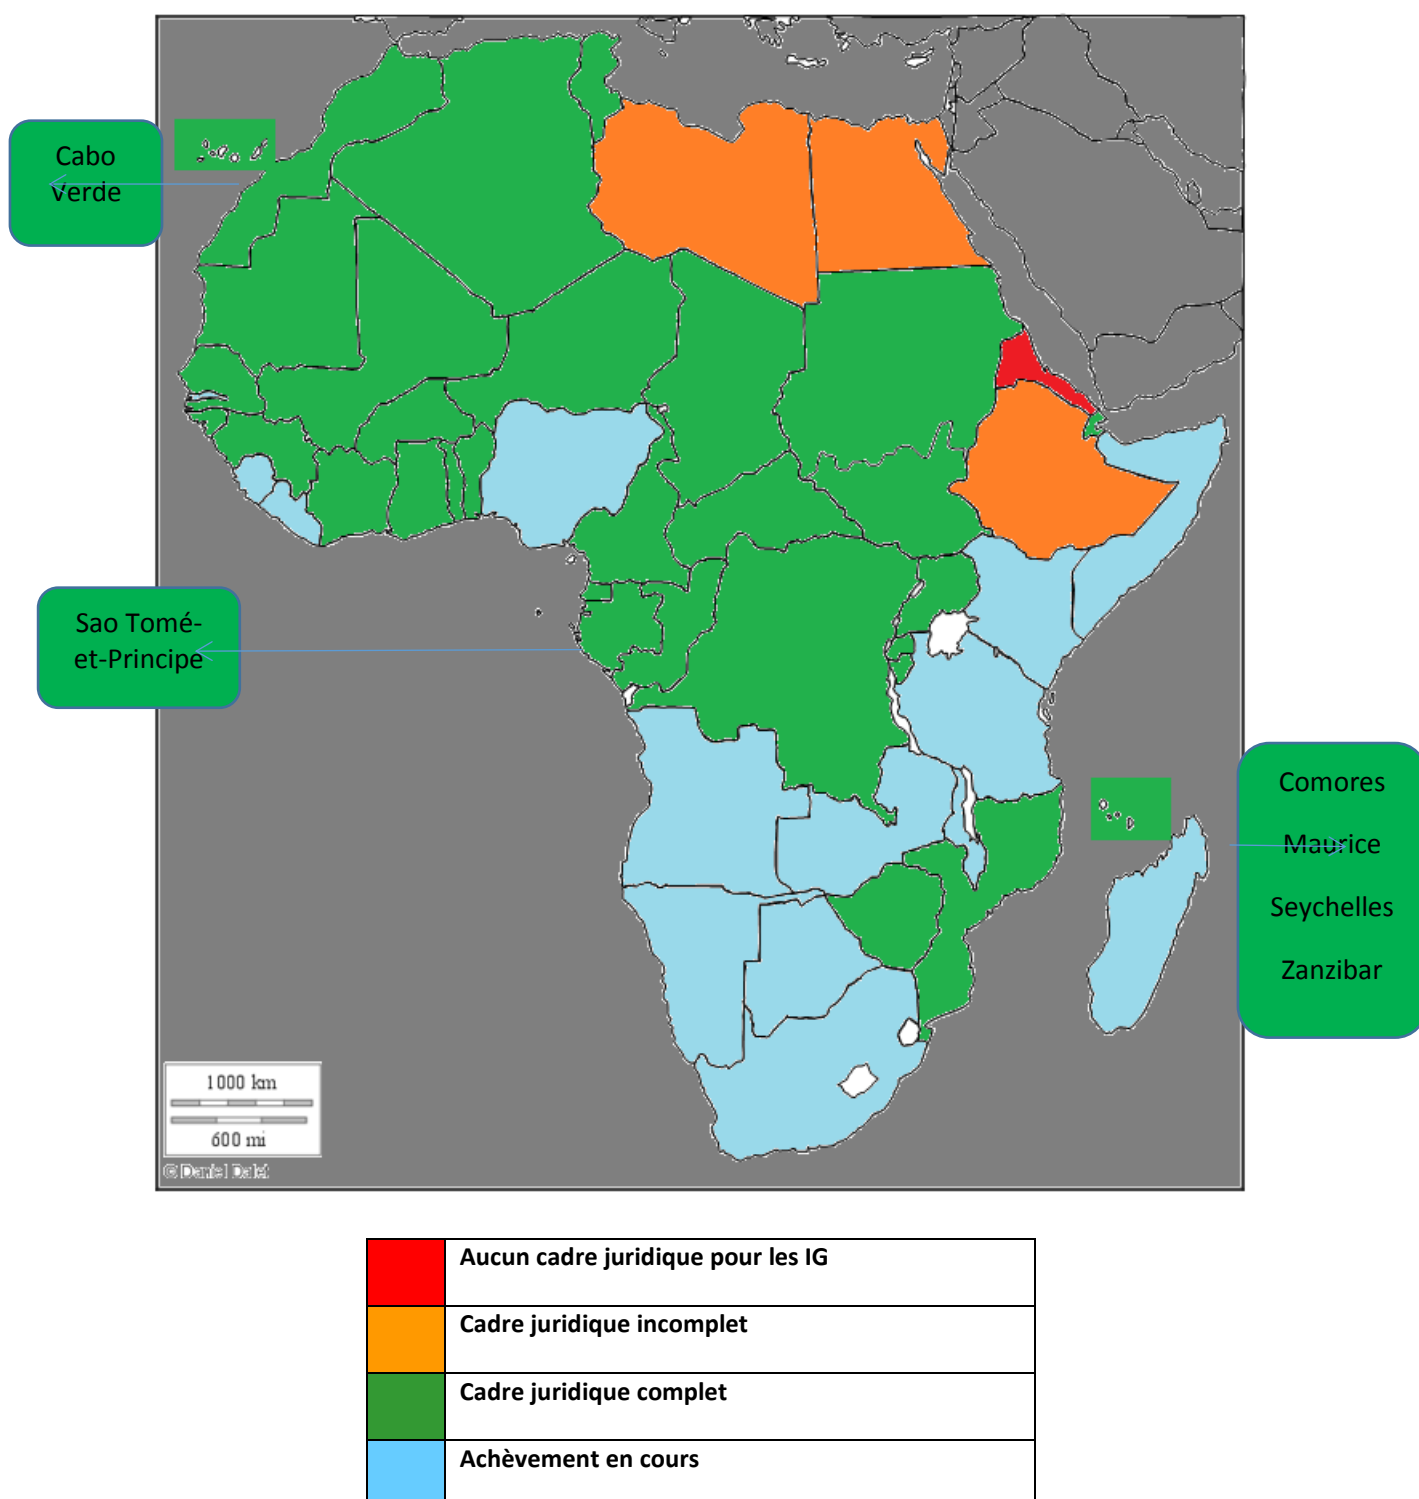 Cabo
Verde
Sao Tomé-
et-Principe
Comores
Maurice
Seychelles
Zanzibar
1000 km
600 mi
© Daniel Dalet
Aucun cadre juridique pour les IG
Cadre juridique incomplet
Cadre juridique complet
Achèvement en cours